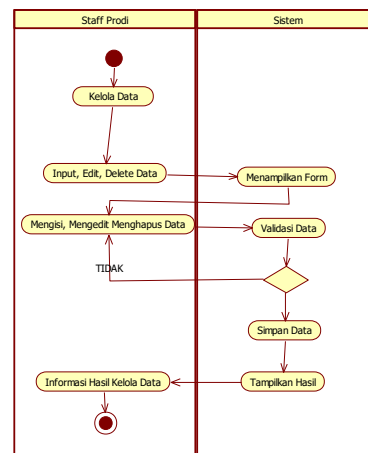 Staff Prodi
Sistem
Kelola Data
Input, Edit, Delete Data
Menampilkan Form
Mengisi, Mengedit Menghapus Data
Validasi Data
TIDAK
Simpan Data
Informasi Hasil Kelola Data
Tampilkan Hasil